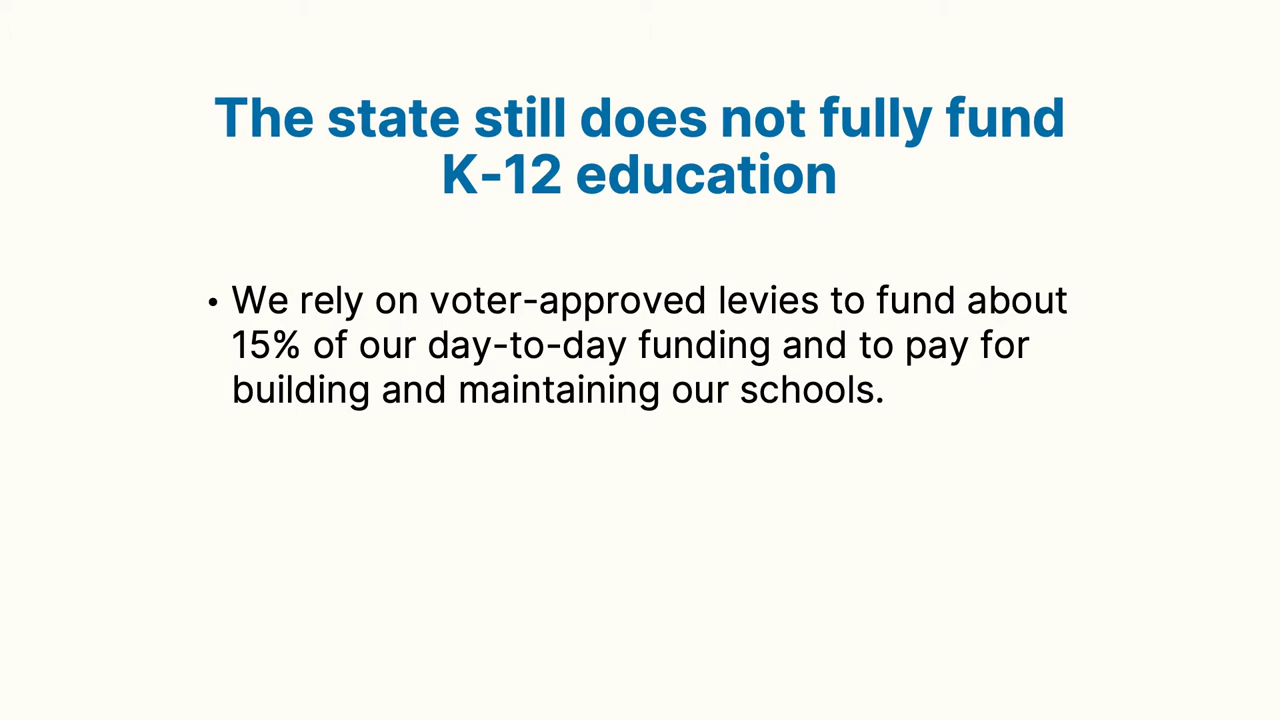 The state still does not fully fund
K-12 education
• We rely on voter-approved levies to fund about
15% of our day-to-day funding and to pay for
building and maintaining our schools.